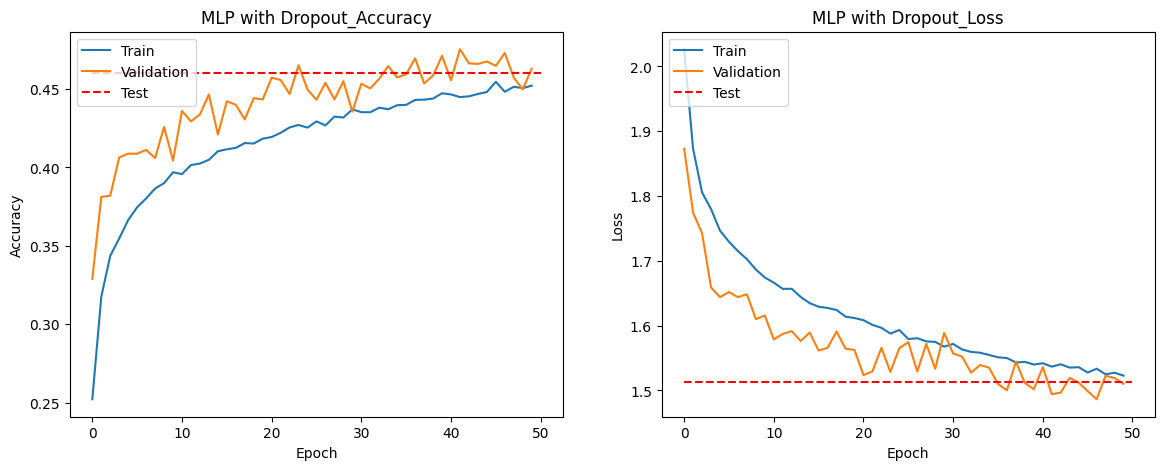 MLP with Dropout_Accuracy
Train
Validation
Test
0.45
0.40
0.35
0.30
0.25
Accuracy
0
10
20
30
40
50
Epoch
MLP with Dropout_Loss
Train
Validation
Test
2.0
1.9
1.8
1.7
1.6
1.5
Loss
0
10
20
30
40
50
Epoch